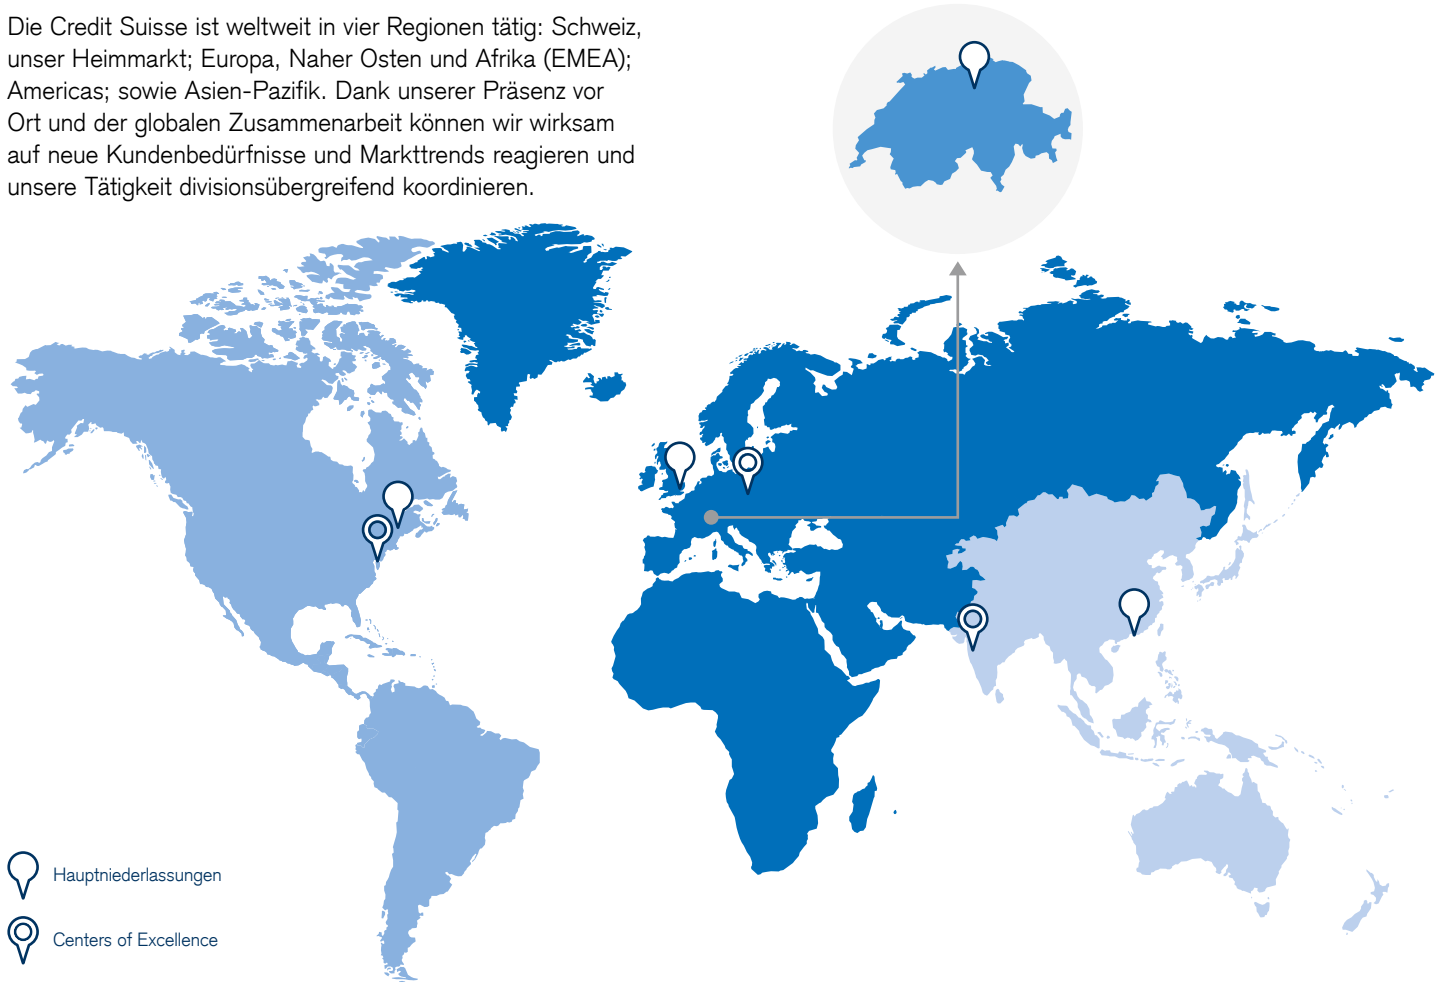 Die Credit Suisse ist weltweit in vier Regionen tätig: Schweiz,
unser Heimmarkt; Europa, Naher Osten und Afrika (EMEA);
Americas; sowie Asien-Pazifik. Dank unserer Präsenz vor
Ort und der globalen Zusammenarbeit können wir wirksam
auf neue Kundenbedürfnisse und Markttrends reagieren und
unsere Tätigkeit divisionsübergreifend koordinieren.
Hauptniederlassungen
Centers of Excellence